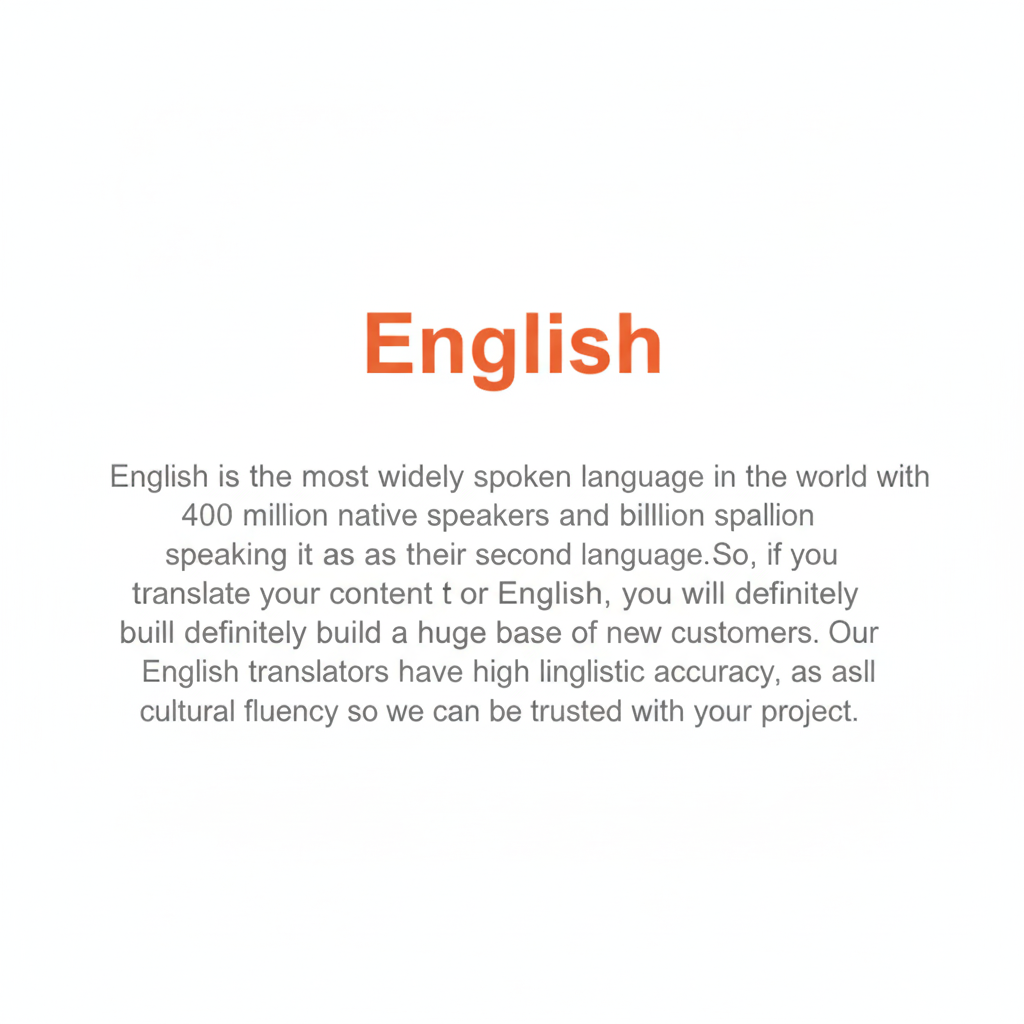 English
English is the most widely spoken language in the world with
400 million native speakers and billlion spallion
speaking it as as their second language.So, if you
translate your content t or English, you will definitely
buill definitely build a huge base of new customers. Our
English translators have high linglistic accuracy, as asll
cultural fluency so we can be trusted with your project.